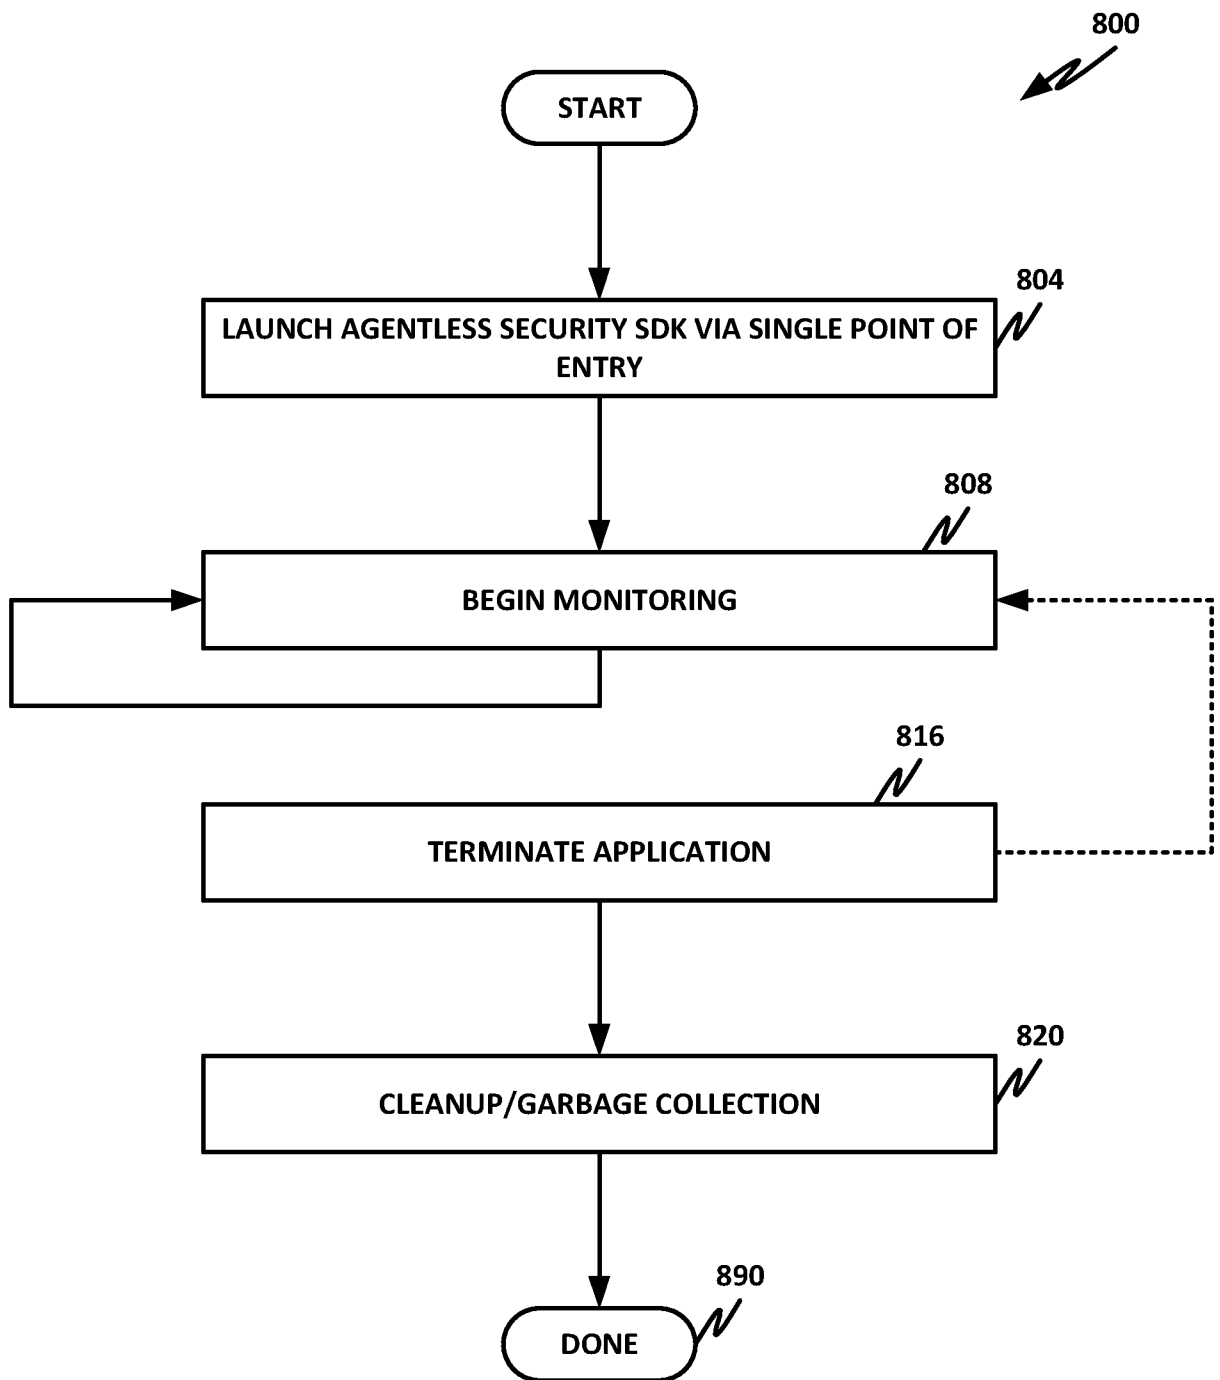 800
START
804
LAUNCH AGENTLESS SECURITY SDK VIA SINGLE POINT OF
ENTRY
808
BEGIN MONITORING
816
TERMINATE APPLICATION
820
CLEANUP/GARBAGE COLLECTION
890
DONE